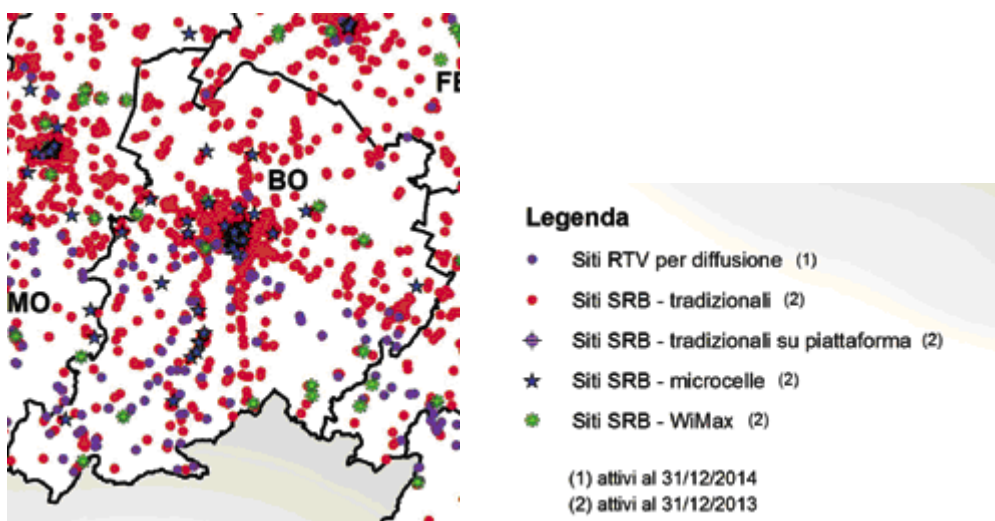 FE
BO
MO
Legenda
Siti RTV per diffusione (1)
Siti SRB - tradizionali (2)
Siti SRB - tradizionali su piattaforma (2)
Siti SRB - microcelle (2)
Siti SRB - WiMax (2)
(1) attivi al 31/12/2014
(2) attivi al 31/12/2013